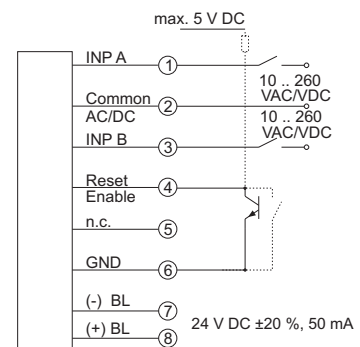 max. 5 V DC
INP A
1
10 .. 260
VAC/VDC
Common
AC/DC
2
10 .. 260
VAC/VDC
INP B
3
Reset
Enable
4
n.c.
5
GND
6
(-) BL
7
24 V DC ±20 %, 50 mA
(+) BL
8